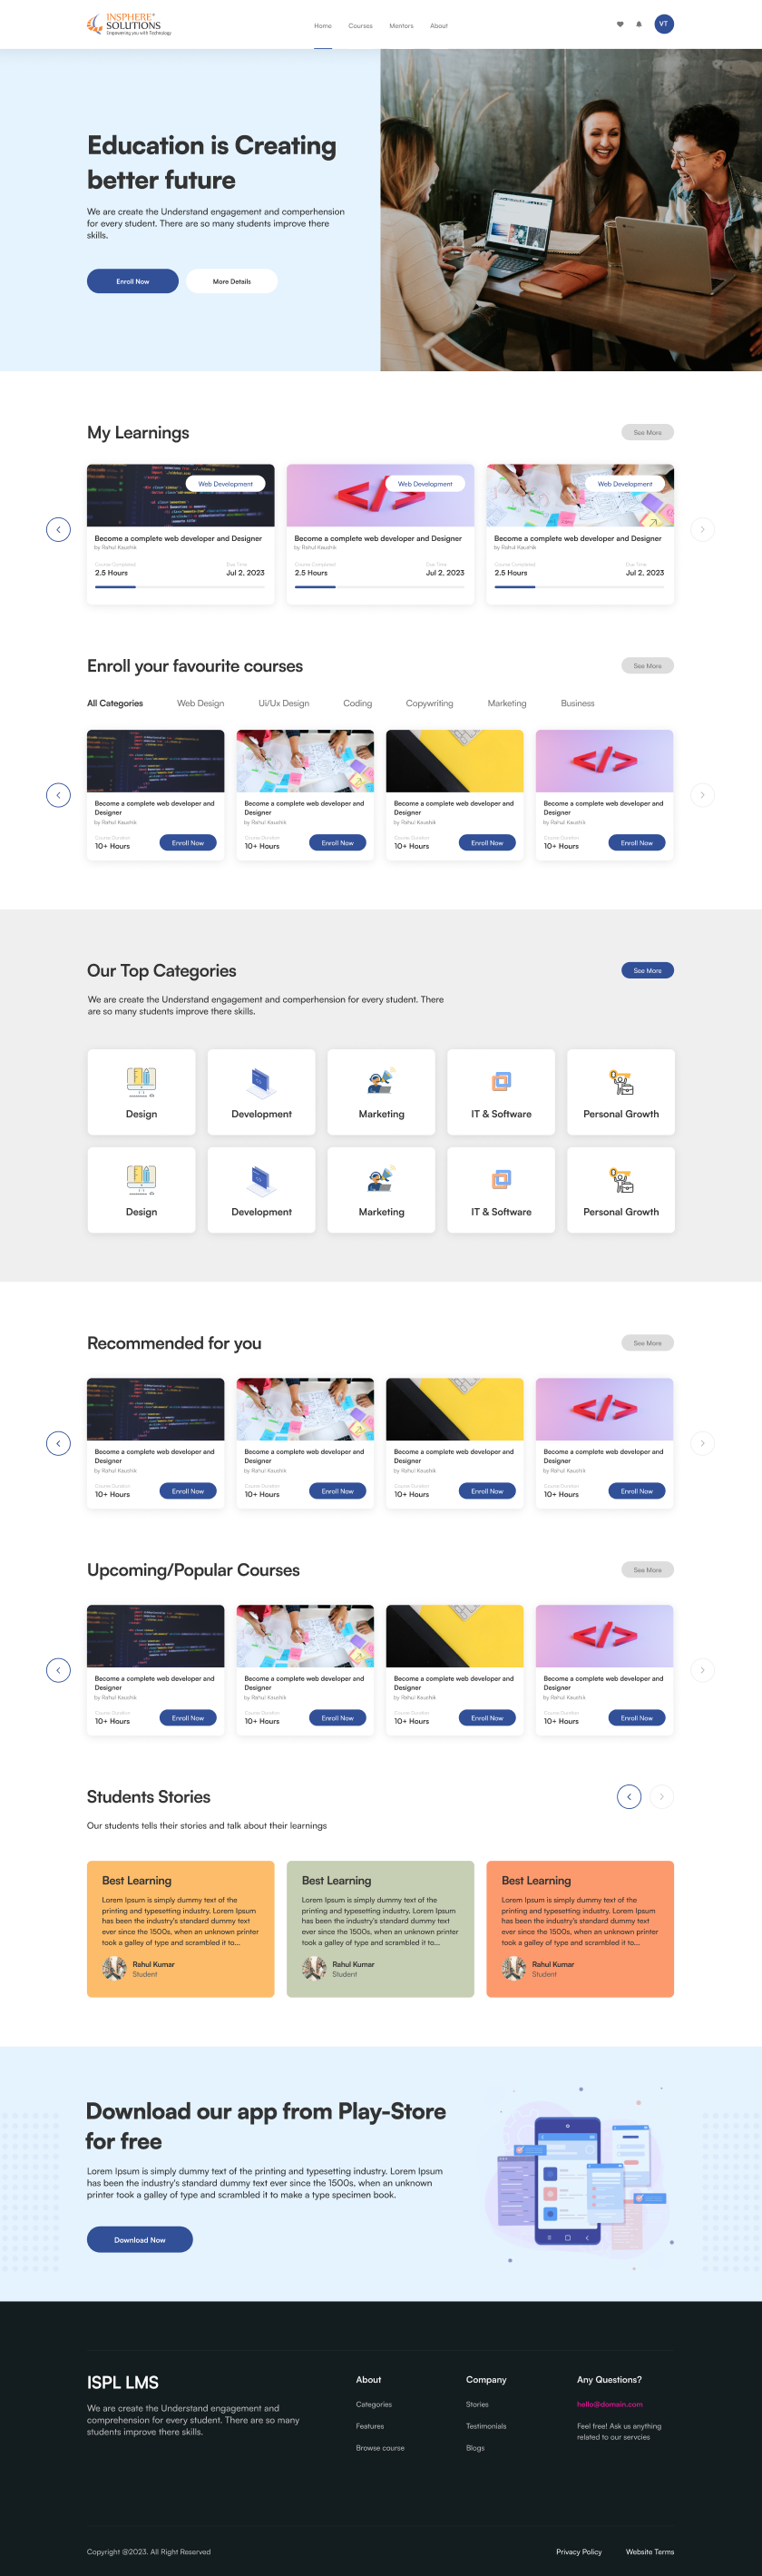 INSPHERE®
SOLUTIONS
Empowering you with Technology
Home Courses Mentors About
VT
Education is Creating
better future
We are create the Understand engagement and comperhension
for every student. There are so many students improve there
skills.
Enroll Now More Details
My Learnings
See More
Web Development Web Development Web Development
Become a complete web developer and Designer Become a complete web developer and Designer Become a complete web developer and Designer
by Rahul Kaushik by Rahul Kaushik by Rahul Kaushik
Course Completed Due Time Course Completed Due Time Course Completed Due Time
2.5 Hours Jul 2, 2023 2.5 Hours Jul 2, 2023 2.5 Hours Jul 2, 2023
Enroll your favourite courses
See More
All Categories Web Design Ui/Ux Design Coding Copywriting Marketing Business
Become a complete web developer and Become a complete web developer and Become a complete web developer and Become a complete web developer and
Designer Designer Designer Designer
by Rahul Kaushik by Rahul Kaushik by Rahul Kaushik by Rahul Kaushik
Course Duration Course Duration Course Duration Course Duration
10+ Hours Enroll Now 10+ Hours Enroll Now 10+ Hours Enroll Now 10+ Hours Enroll Now
Our Top Categories
See More
We are create the Understand engagement and comperhension for every student. There
are so many students improve there skills.
Design Development Marketing IT & Software Personal Growth
Design Development Marketing IT & Software Personal Growth
Recommended for you
See More
Become a complete web developer and Become a complete web developer and Become a complete web developer and Become a complete web developer and
Designer Designer Designer Designer
by Rahul Kaushik by Rahul Kaushik by Rahul Kaushik by Rahul Kaushik
Course Duration Course Duration Course Duration Course Duration
10+ Hours Enroll Now 10+ Hours Enroll Now 10+ Hours Enroll Now 10+ Hours Enroll Now
Upcoming/Popular Courses
See More
Become a complete web developer and Become a complete web developer and Become a complete web developer and Become a complete web developer and
Designer Designer Designer Designer
by Rahul Kaushik by Rahul Kaushik by Rahul Kaushik by Rahul Kaushik
Course Duration Course Duration Course Duration Course Duration
10+ Hours Enroll Now 10+ Hours Enroll Now 10+ Hours Enroll Now 10+ Hours Enroll Now
Students Stories
Our students tells their stories and talk about their learnings
Best Learning
Lorem Ipsum is simply dummy text of the
printing and typesetting industry. Lorem Ipsum
has been the industry's standard dummy text
ever since the 1500s, when an unknown printer
took a galley of type and scrambled it to...
Rahul Kumar
Student
Best Learning
Lorem Ipsum is simply dummy text of the
printing and typesetting industry. Lorem Ipsum
has been the industry's standard dummy text
ever since the 1500s, when an unknown printer
took a galley of type and scrambled it to...
Rahul Kumar
Student
Best Learning
Lorem Ipsum is simply dummy text of the
printing and typesetting industry. Lorem Ipsum
has been the industry's standard dummy text
ever since the 1500s, when an unknown printer
took a galley of type and scrambled it to...
Rahul Kumar
Student
Download our app from Play-Store
for free
Lorem Ipsum is simply dummy text of the printing and typesetting industry. Lorem Ipsum
has been the industry's standard dummy text ever since the 1500s, when an unknown
printer took a galley of type and scrambled it to make a type specimen book.
Download Now
ISPL LMS
We are create the Understand engagement and
comprehension for every student. There are so many
students improve there skills.
About
Categories
Features
Browse course
Company
Stories
Testimonials
Blogs
Any Questions?
hello@domain.com
Feel free! Ask us anything
related to our servcies
Copyright @2023. All Right Reserved
Privacy Policy Website Terms